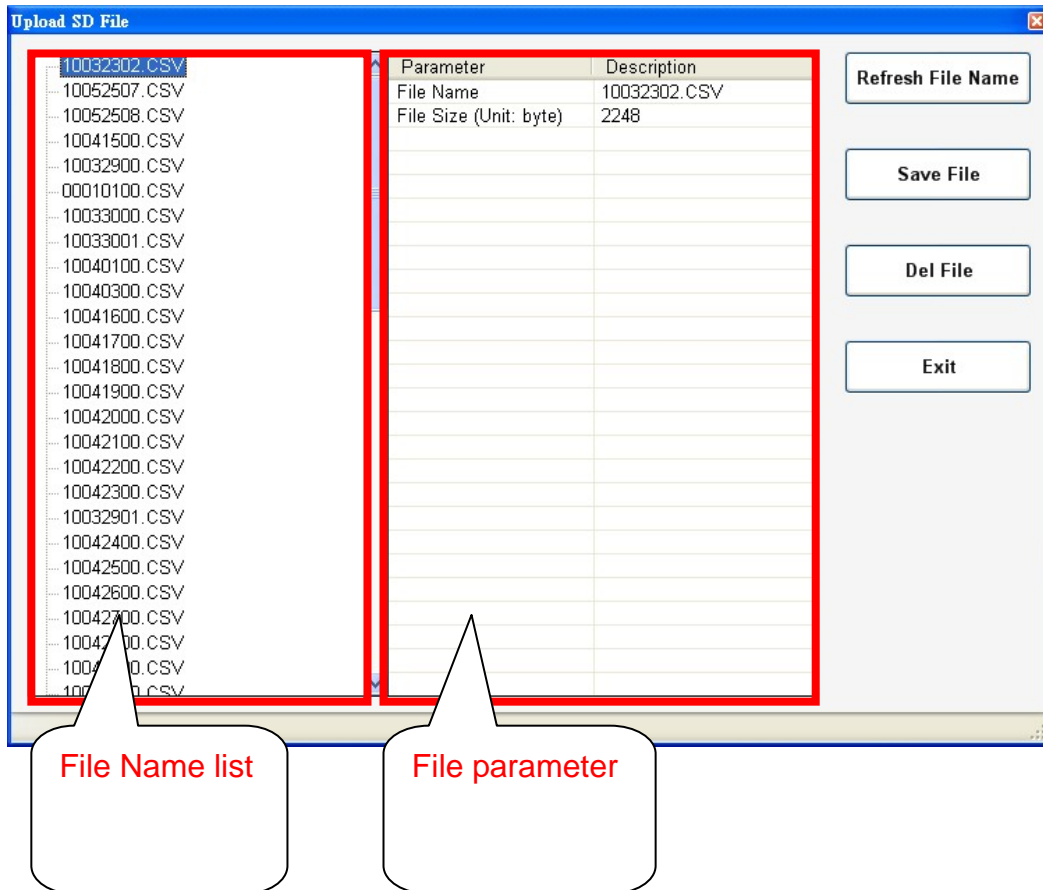 Upload SD File
10032302.CSV
10052507.CSV
10052508.CSV
10041500.CSV
10032900.CSV
00010100.CSV
10033000.CSV
10033001.CSV
10040100.CSV
10040300.CSV
10041600.CSV
10041700.CSV
10041800.CSV
10041900.CSV
10042000.CSV
10042100.CSV
10042200.CSV
10042300.CSV
10032901.CSV
10042400.CSV
10042500.CSV
10042600.CSV
10042700.CSV
Parameter Description
File Name 10032302.CSV
File Size (Unit: byte) 2248
Refresh File Name
Save File
Del File
Exit
File Name list
File parameter